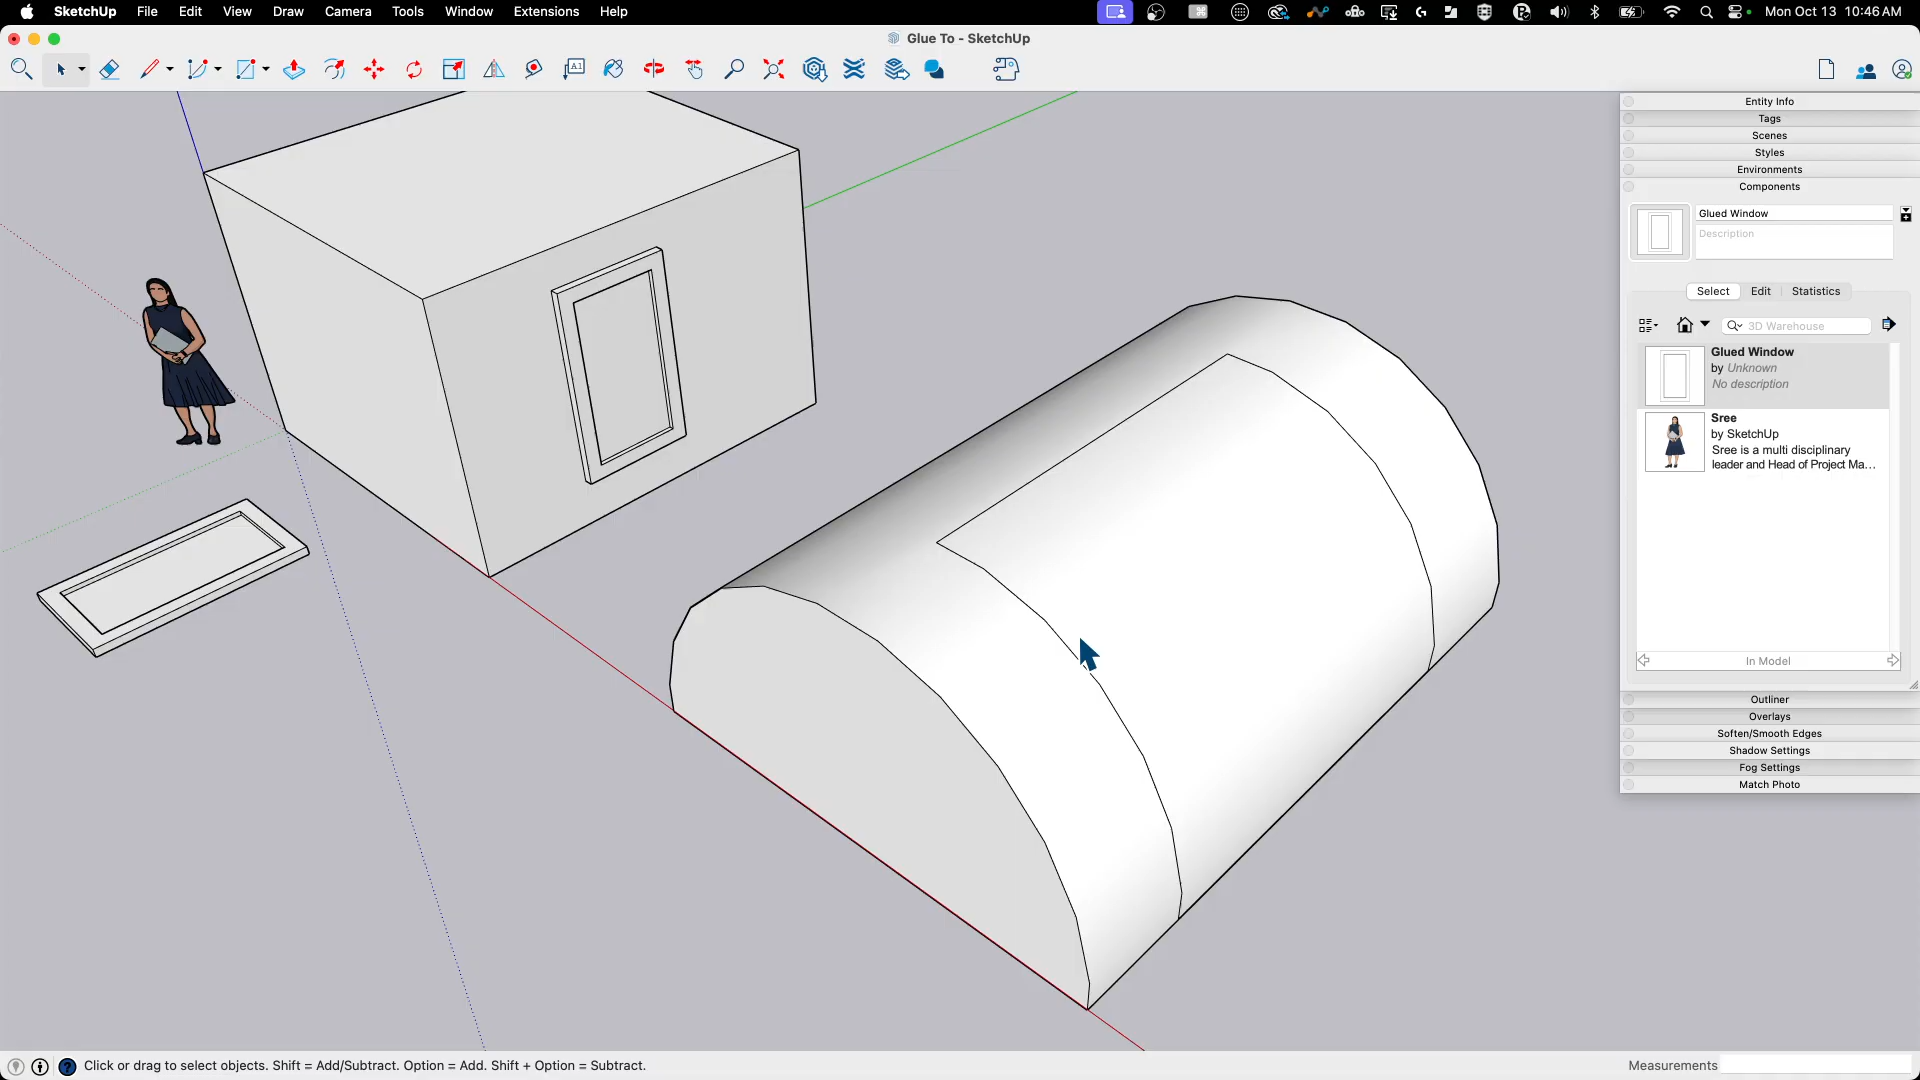 SketchUp File Edit View Draw Camera Tools Window Extensions Help Mon Oct 13 10:46 AM
Glue To - SketchUp
A1
Entity Info
Tags
Scenes
Styles
Environments
Components
Glued Window
Description
Select Edit Statistics
3D Warehouse
Glued Window
by Unknown
No description
Sree
by SketchUp
Sree is a multi disciplinary
leader and Head of Project Ma...
In Model
Outliner
Overlays
Soften/Smooth Edges
Shadow Settings
Fog Settings
Match Photo
Click or drag to select objects. Shift = Add/Subtract. Option = Add. Shift + Option = Subtract. Measurements